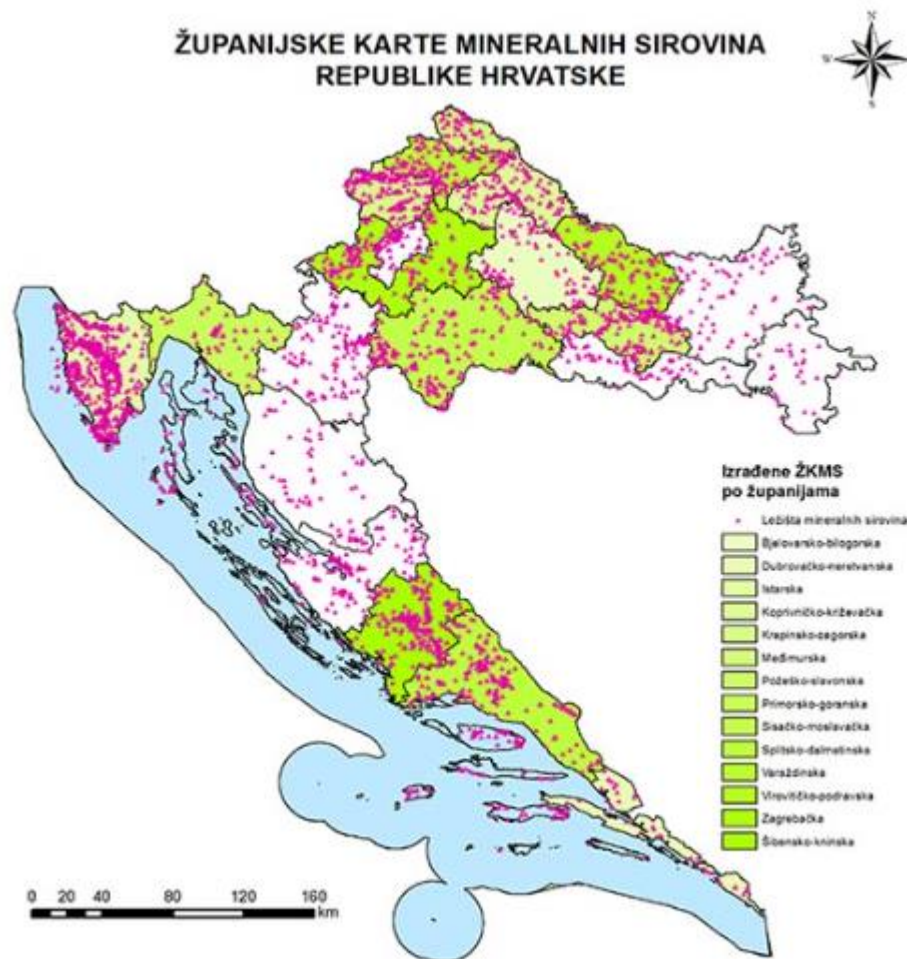 ŽUPANIJSKE KARTE MINERALNIH SIROVINA
REPUBLIKE HRVATSKE
N
W
E
S
Izrađene ŽKMS
po županijama
Ležišta mineralnih sirovina
Bjelovarsko-bilogorska
Dubrovačko-neretvanska
Istarska
Koprivničko-križevačka
Krapinsko-zagorska
Međimurska
Požeško-slavonska
Primorsko-goranska
Sisačko-moslavačka
Splitsko-dalmatinska
Varaždinska
Virovitičko-podravska
Zagrebačka
Šibensko-kninska
0 20 40 80 120 160
km